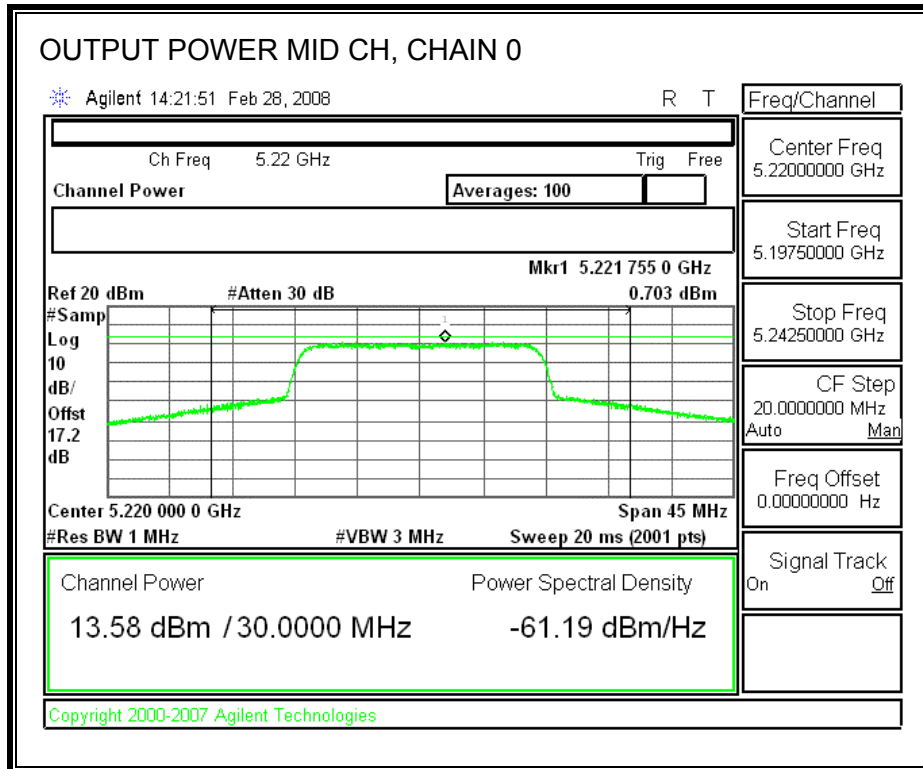 OUTPUT POWER MID CH, CHAIN 0
Agilent 14:21:51 Feb 28, 2008 R T
Freq/Channel
Ch Freq 5.22 GHz Trig Free
Channel Power Averages: 100
Center Freq
5.22000000 GHz
Start Freq
5.19750000 GHz
Stop Freq
5.24250000 GHz
CF Step
20.0000000 MHz
Auto Man
Freq Offset
0.00000000 Hz
Signal Track
On Off
Mkr1 5.221 755 0 GHz
Ref 20 dBm #Atten 30 dB 0.703 dBm
#Samp
Log
10
dB/
Offst
17.2
dB
1
Center 5.220 000 0 GHz Span 45 MHz
#Res BW 1 MHz #VBW 3 MHz Sweep 20 ms (2001 pts)
Channel Power Power Spectral Density
13.58 dBm / 30.0000 MHz -61.19 dBm/Hz
Copyright 2000-2007 Agilent Technologies